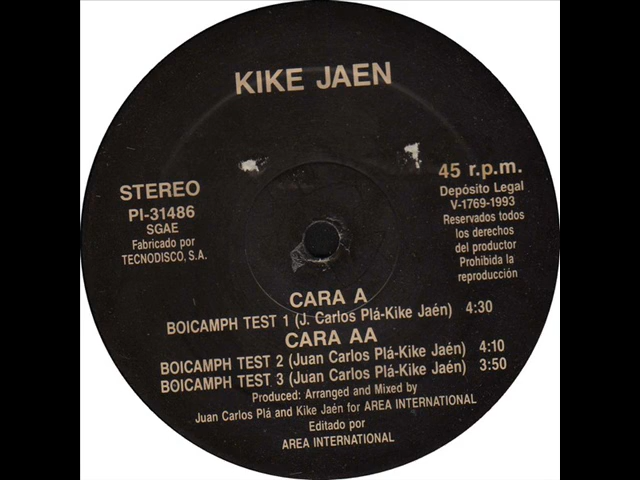 KIKE JAEN
STEREO
PI-31486
SGAE
Fabricado por
TECNODISCO, S.A.
45 r.p.m.
Depósito Legal
V-1769-1993
Reservados todos
los derechos
del productor
Prohibida la
reproducción
CARA A
BOICAMPH TEST 1 (J. Carlos Plá-Kike Jaén) 4:30
CARA AA
BOICAMPH TEST 2 (Juan Carlos Plá-Kike Jaén) 4:10
BOICAMPH TEST 3 (Juan Carlos Plá-Kike Jaén) 3:50
Produced: Arranged and Mixed by
Juan Carlos Plá and Kike Jaén for AREA INTERNATIONAL
Editado por
AREA INTERNATIONAL